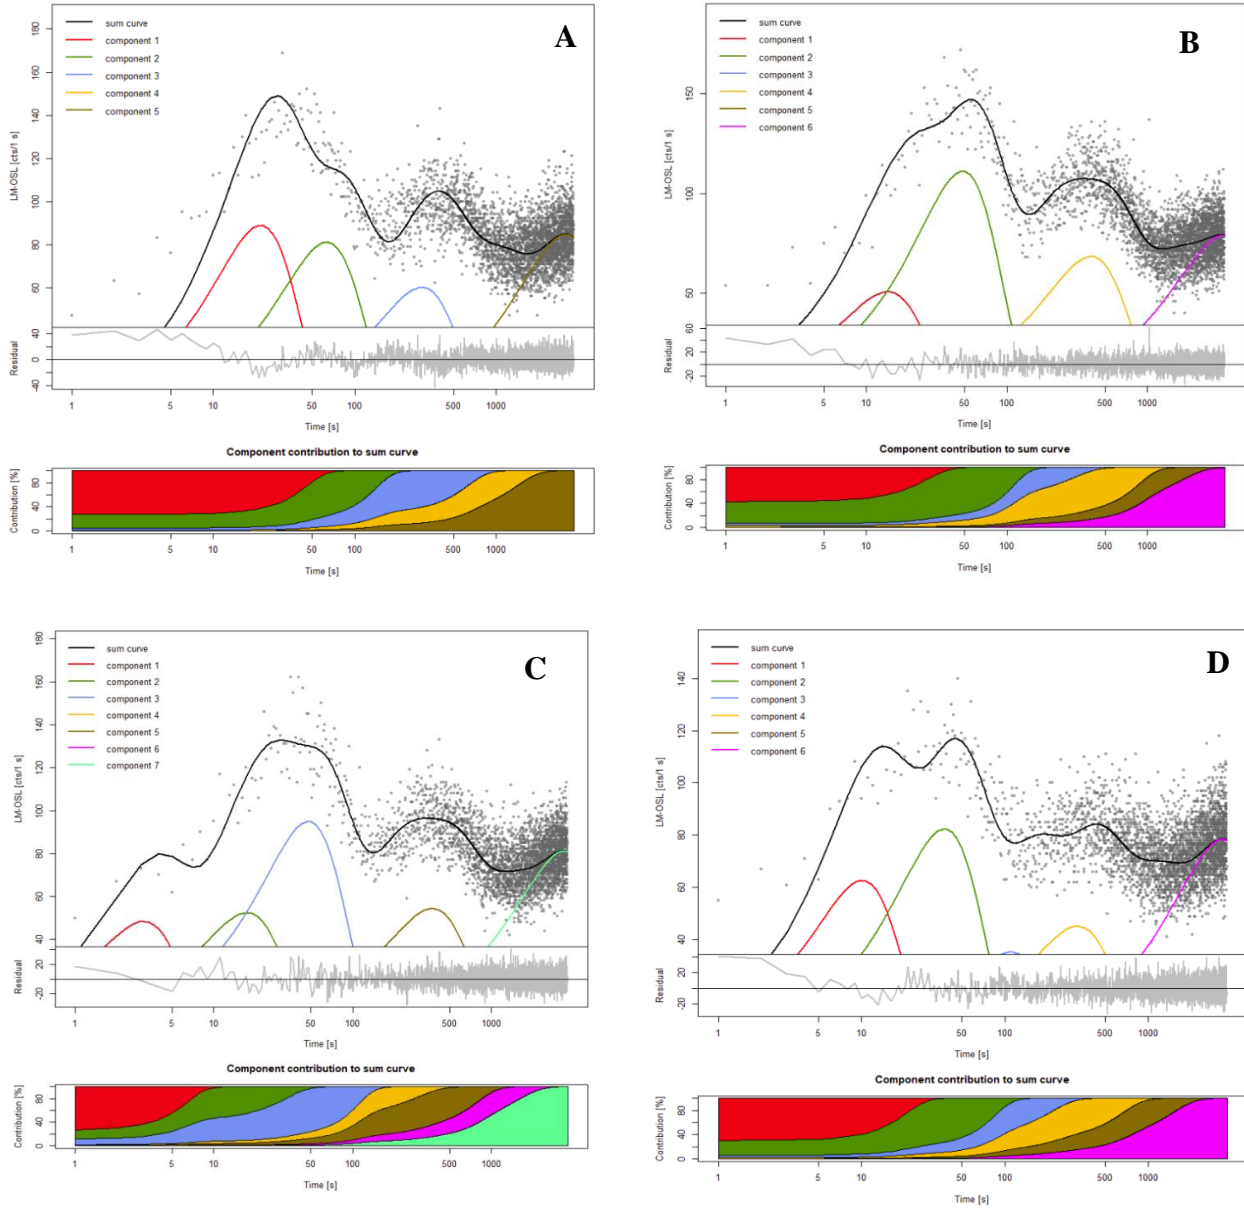 A
sum curve
component 1
component 2
component 3
component 4
component 5
LM-OSL [cts/1 s]
60 80 100 120 140 160 180
Residual
-40 0 40
1 5 10 50 100 500 1000
Time [s]
Component contribution to sum curve
Contribution [%]
0 40 80
1 5 10 50 100 500 1000
Time [s]
B
sum curve
component 1
component 2
component 3
component 4
component 5
component 6
LM-OSL [cts/1 s]
50 100 150
Residual
-20 20 60
1 5 10 50 100 500 1000
Time [s]
Component contribution to sum curve
Contribution [%]
0 40 80
1 5 10 50 100 500 1000
Time [s]
C
sum curve
component 1
component 2
component 3
component 4
component 5
component 6
component 7
LM-OSL [cts/1 s]
40 60 80 100 120 140 160 180
Residual
-20 0 20
1 5 10 50 100 500 1000
Time [s]
Component contribution to sum curve
Contribution [%]
0 40 80
1 5 10 50 100 500 1000
Time [s]
D
sum curve
component 1
component 2
component 3
component 4
component 5
component 6
LM-OSL [cts/1 s]
40 60 80 100 120 140
Residual
-20 0 20
1 5 10 50 100 500 1000
Time [s]
Component contribution to sum curve
Contribution [%]
0 40 80
1 5 10 50 100 500 1000
Time [s]